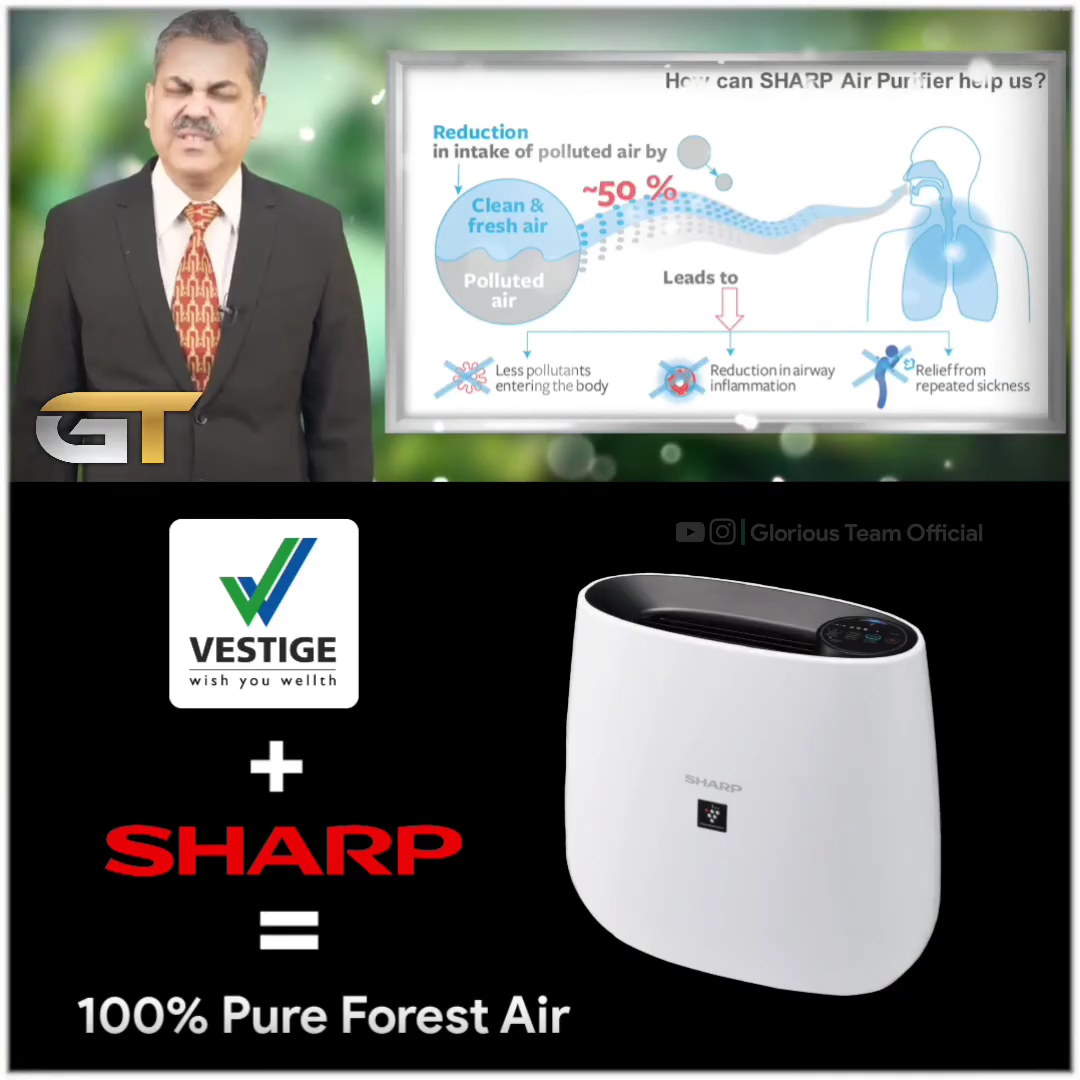 How can SHARP Air Purifier help us?
Reduction
in intake of polluted air by
~50 %
Clean &
fresh air
Polluted
air
Leads to
Less pollutants
entering the body
Reduction in airway
inflammation
Relief from
repeated sickness
GT
Glorious Team Official
VESTIGE
wish you wellth
+
SHARP
=
100% Pure Forest Air
SHARP